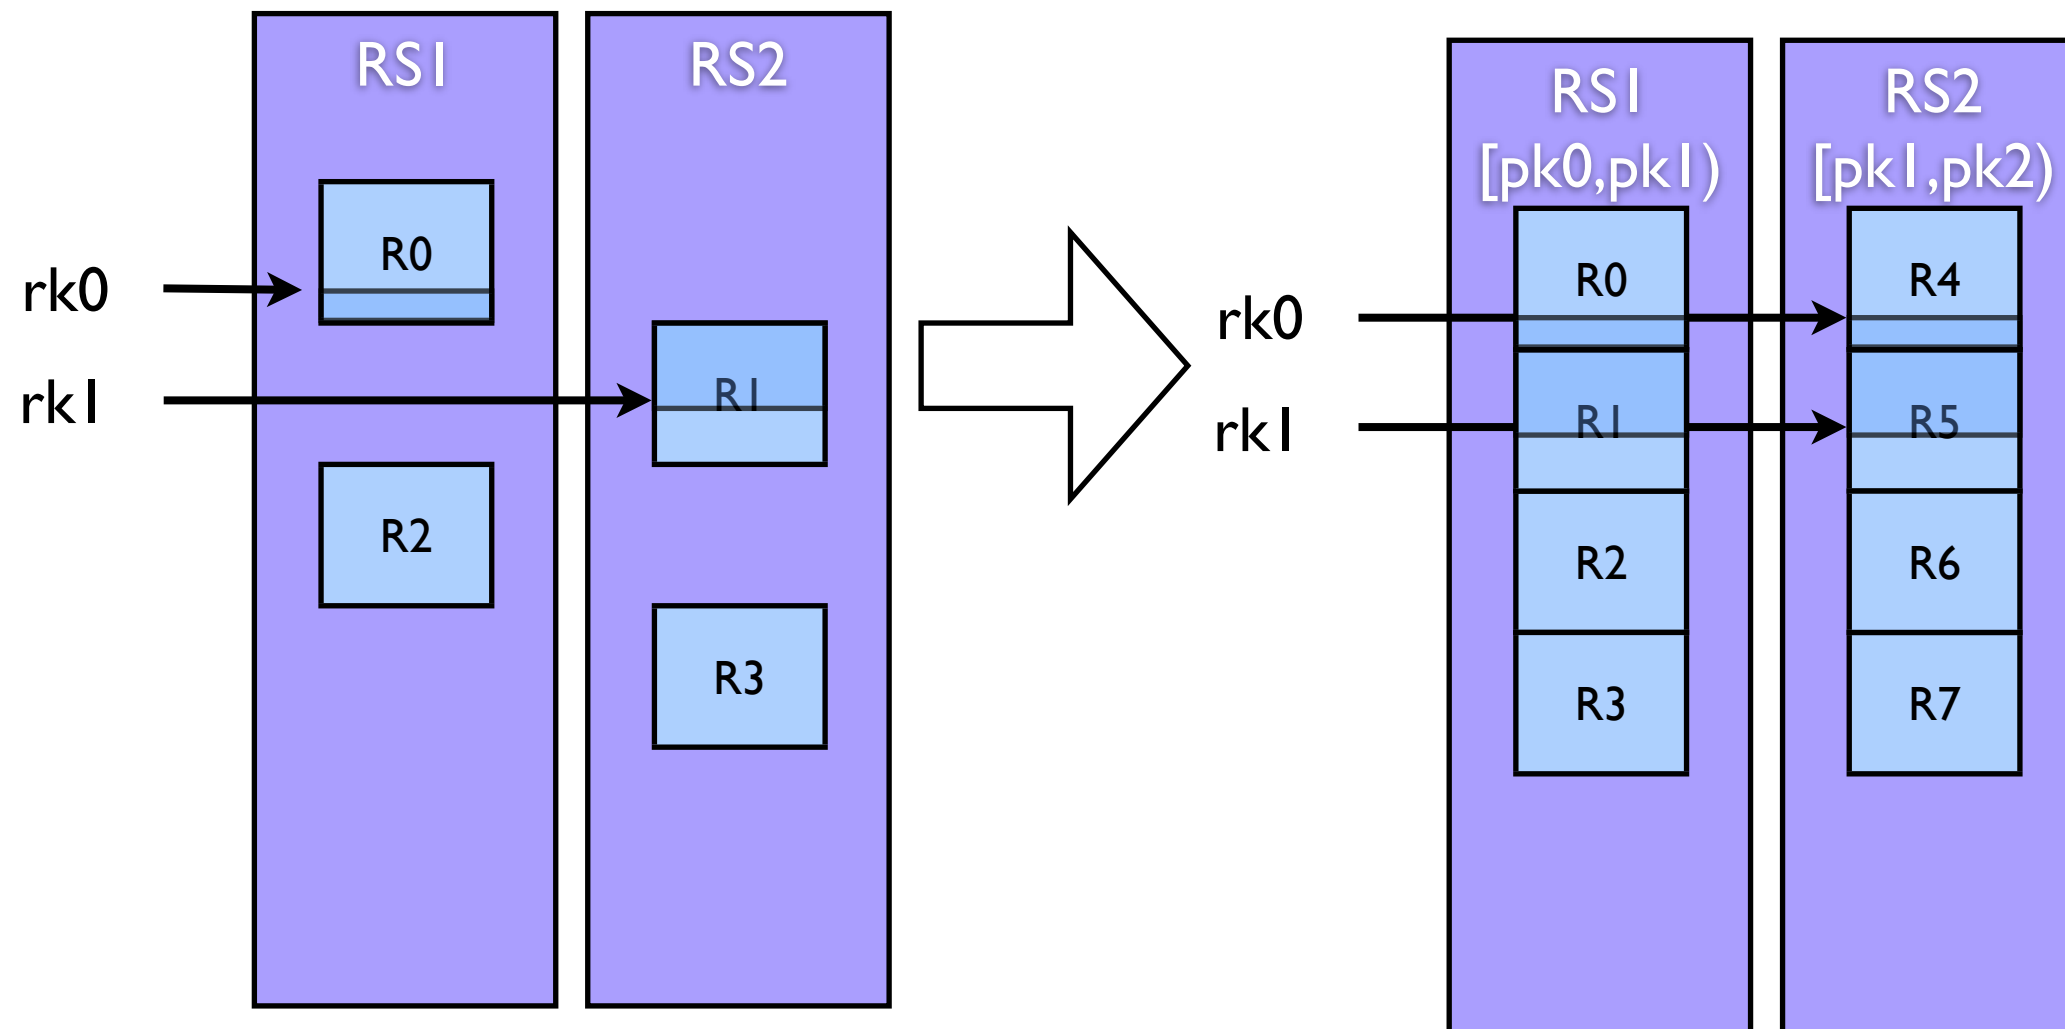 RS1
RS2
R0
rk0
rk1
R1
R2
R3
RS1
[pk0,pk1)
RS2
[pk1,pk2)
R0
R4
rk0
rk1
R1
R5
R2
R6
R3
R7